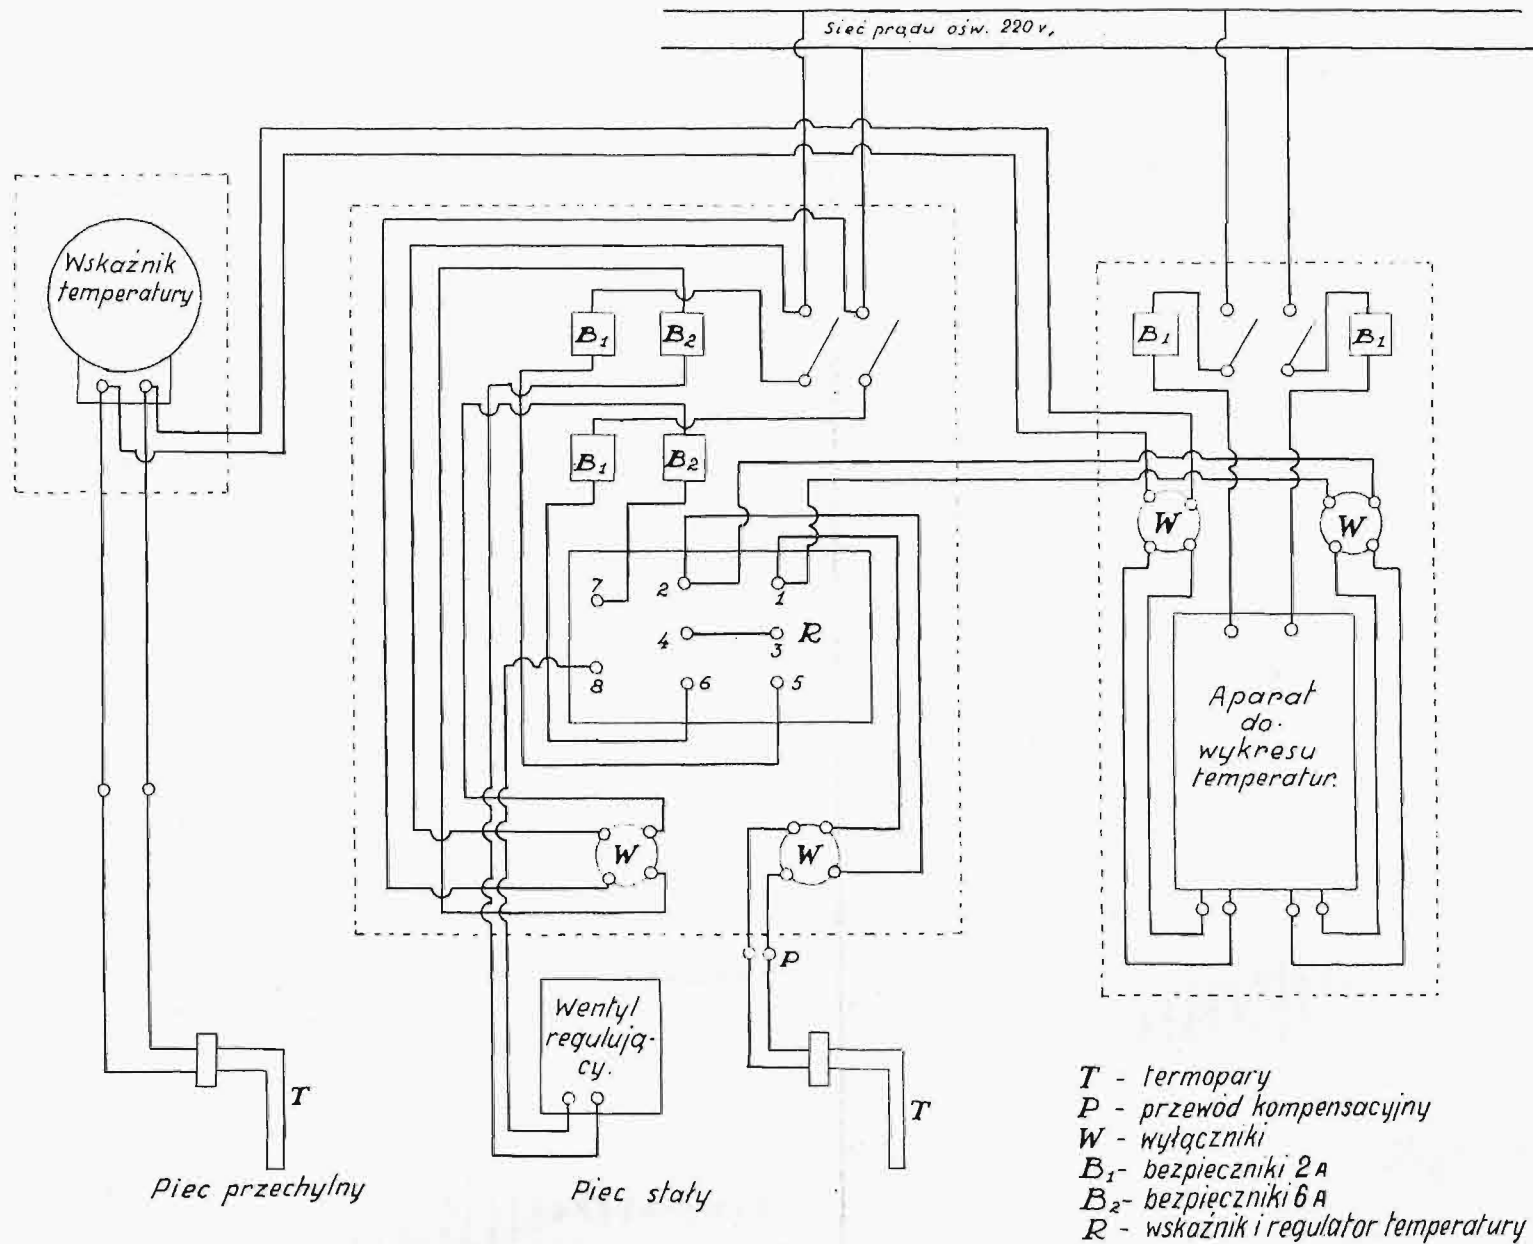 Sieć prądu ośw. 220 v,
Wskaźnik
temperatury
B₁
B₂
B₁
B₁
B₁
B₂
W
W
7
2
1
4
3
R
8
6
5
Aparat
do.
wykresu
temperatur.
W
W
P
Wentyl
regulują-
cy.
T
T
Piec przechylny
Piec stały
T - termopary
P - przewód kompensacyjny
W - wyłączniki
B₁- bezpieczniki 2 A
B₂- bezpieczniki 6 A
R - wskaźnik i regulator temperatury